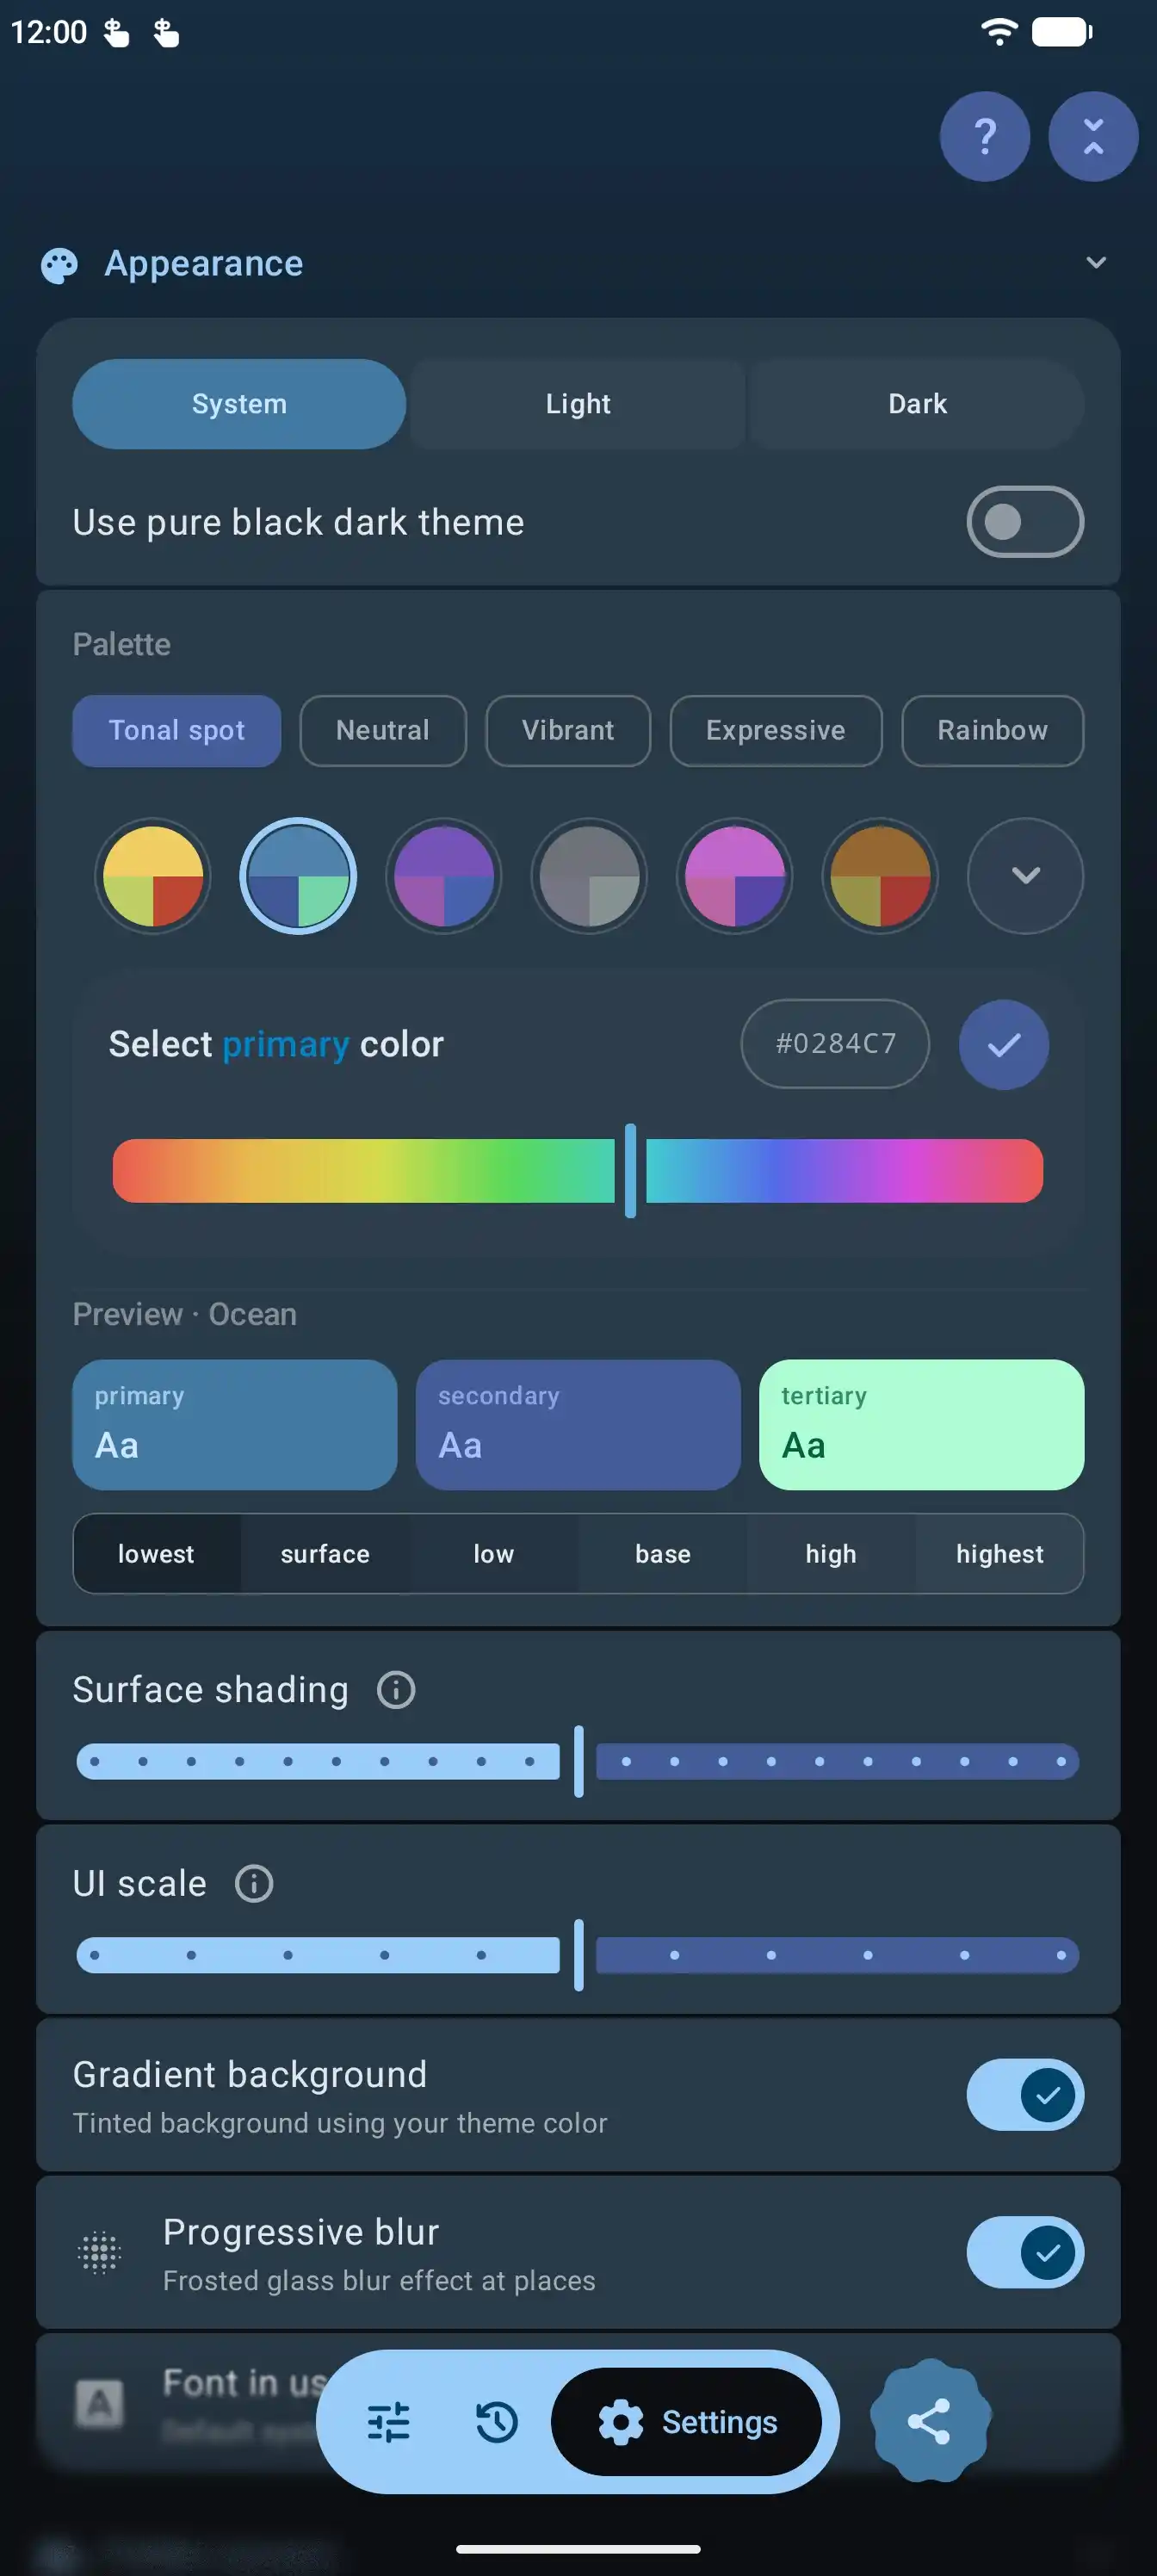 12:00
?
Appearance
System Light Dark
Use pure black dark theme
Palette
Tonal spot Neutral Vibrant Expressive Rainbow
Select primary color #0284C7
Preview · Ocean
primary secondary tertiary
Aa Aa Aa
lowest surface low base high highest
Surface shading
UI scale
Gradient background
Tinted background using your theme color
Progressive blur
Frosted glass blur effect at places
Font in
Settings